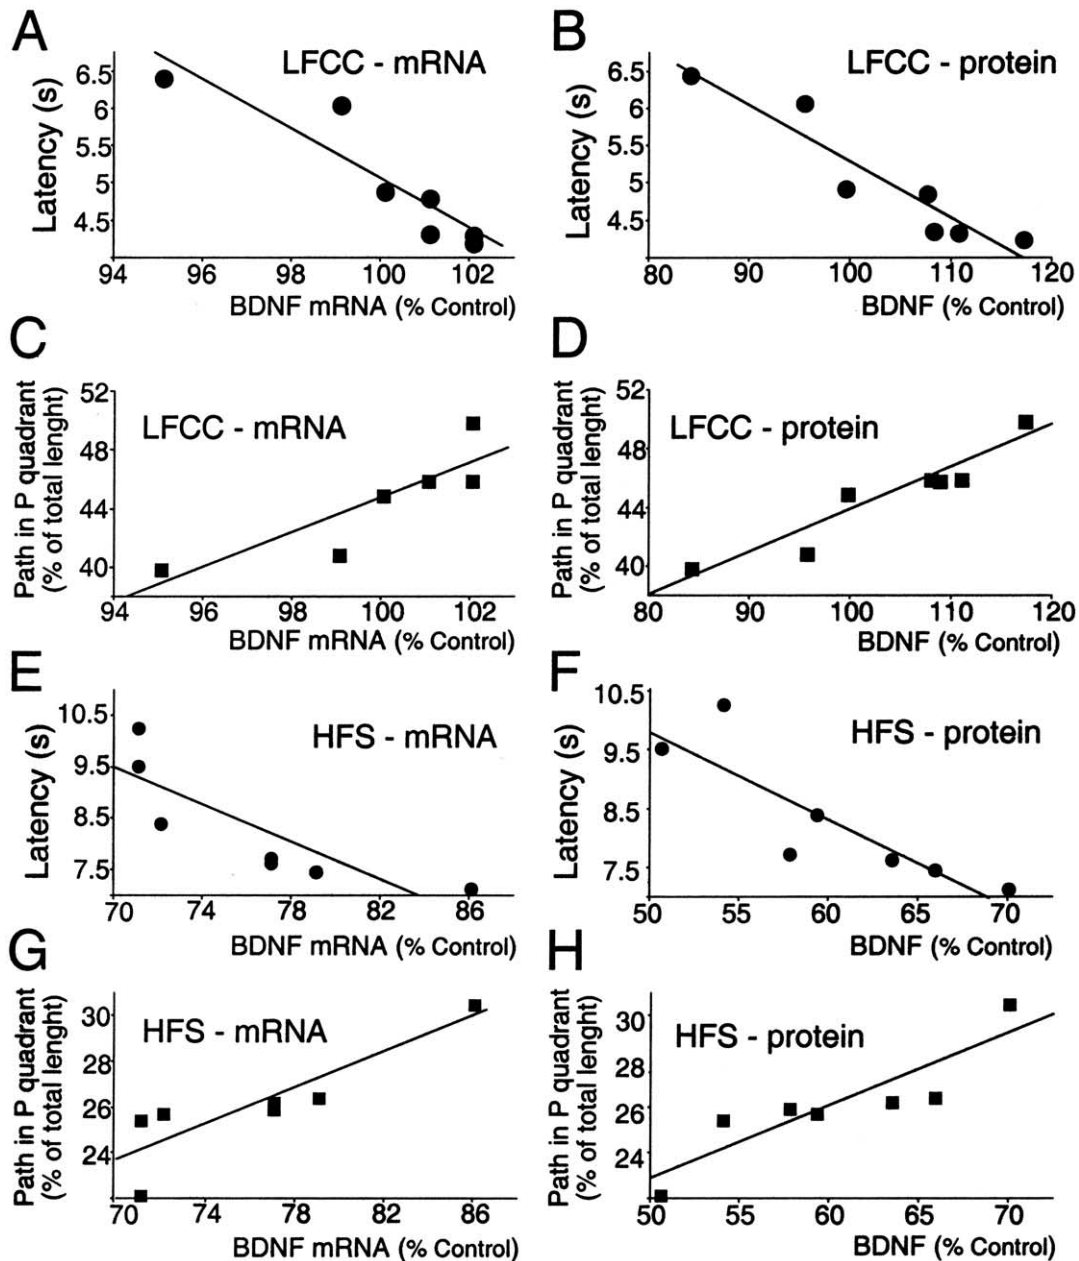 A
LFCC - mRNA
Latency (s)
6.5
6
5.5
5
4.5
94 96 98 100 102
BDNF mRNA (% Control)
B
LFCC - protein
Latency (s)
6.5
6
5.5
5
4.5
80 90 100 110 120
BDNF (% Control)
C
LFCC - mRNA
Path in P quadrant
(% of total lenght)
52
48
44
40
94 96 98 100 102
BDNF mRNA (% Control)
D
LFCC - protein
Path in P quadrant
(% of total lenght)
52
48
44
40
80 90 100 110 120
BDNF (% Control)
E
HFS - mRNA
Latency (s)
10.5
9.5
8.5
7.5
70 74 78 82 86
BDNF mRNA (% Control)
F
HFS - protein
Latency (s)
10.5
9.5
8.5
7.5
50 55 60 65 70
BDNF (% Control)
G
HFS - mRNA
Path in P quadrant
(% of total lenght)
30
28
26
24
70 74 78 82 86
BDNF mRNA (% Control)
H
HFS - protein
Path in P quadrant
(% of total lenght)
30
28
26
24
50 55 60 65 70
BDNF (% Control)